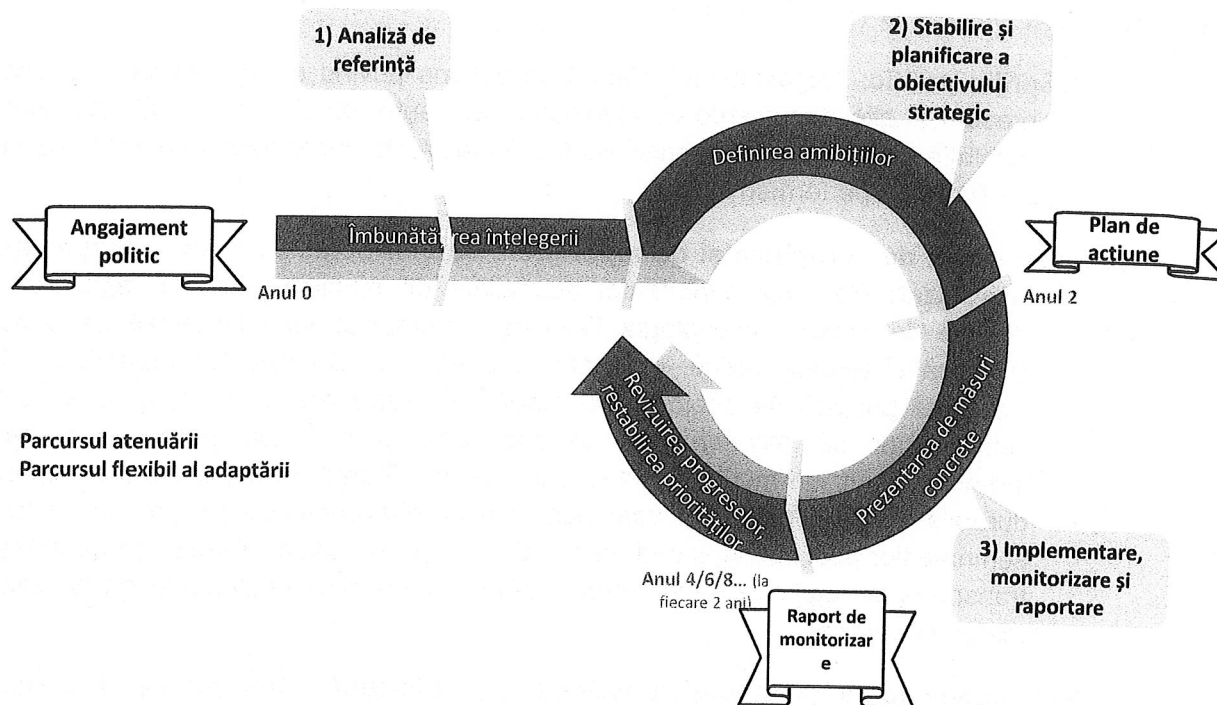 1) Analiză de
referință
2) Stabilire și
planificare a
obiectivului
strategic
Definirea amibițiilor
Angajament
politic
Îmbunătățirea înțelegerii
Plan de
acțiune
Anul 0
Anul 2
Revizuirea progreselor,
restabilirea priorităților
Prezentarea de măsuri
concrete
Parcursul atenuării
Parcursul flexibil al adaptării
3) Implementare,
monitorizare și
raportare
Anul 4/6/8... (la
fiecare 2 ani)
Raport de
monitorizar
e